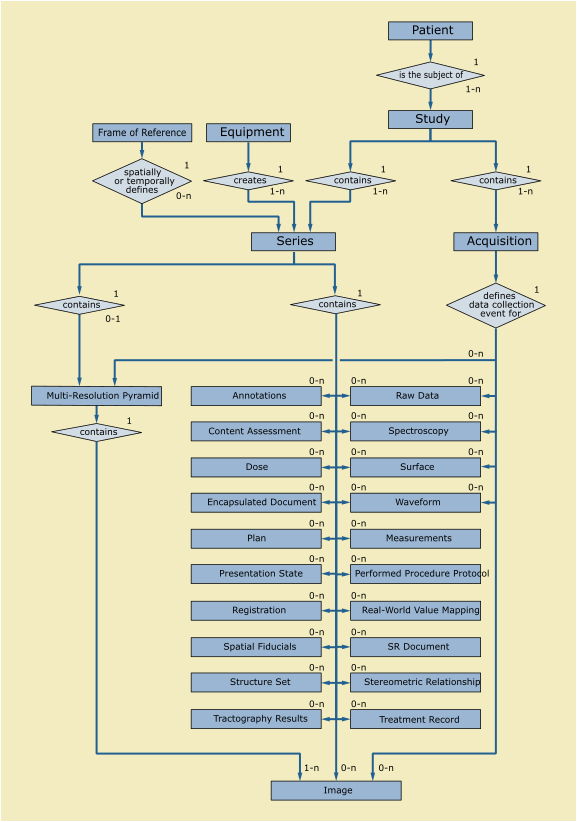 Patient
1
is the subject of
1-n
Study
Frame of Reference
Equipment
spatially
or temporally
defines
1
0-n
creates
1
1-n
contains
1
1-n
contains
1
1-n
Series
Acquisition
contains
1
0-1
contains
1
defines
data collection
event for
1
0-n
Multi-Resolution Pyramid
contains
1
0-n
0-n
0-n
Annotations
Raw Data
0-n
0-n
0-n
Content Assessment
Spectroscopy
0-n
0-n
0-n
Dose
Surface
0-n
0-n
0-n
Encapsulated Document
Waveform
0-n
0-n
Plan
Measurements
0-n
0-n
Presentation State
Performed Procedure Protocol
0-n
0-n
Registration
Real-World Value Mapping
0-n
0-n
Spatial Fiducials
SR Document
0-n
0-n
Structure Set
Stereometric Relationship
0-n
0-n
Tractography Results
Treatment Record
1-n
0-n
0-n
Image